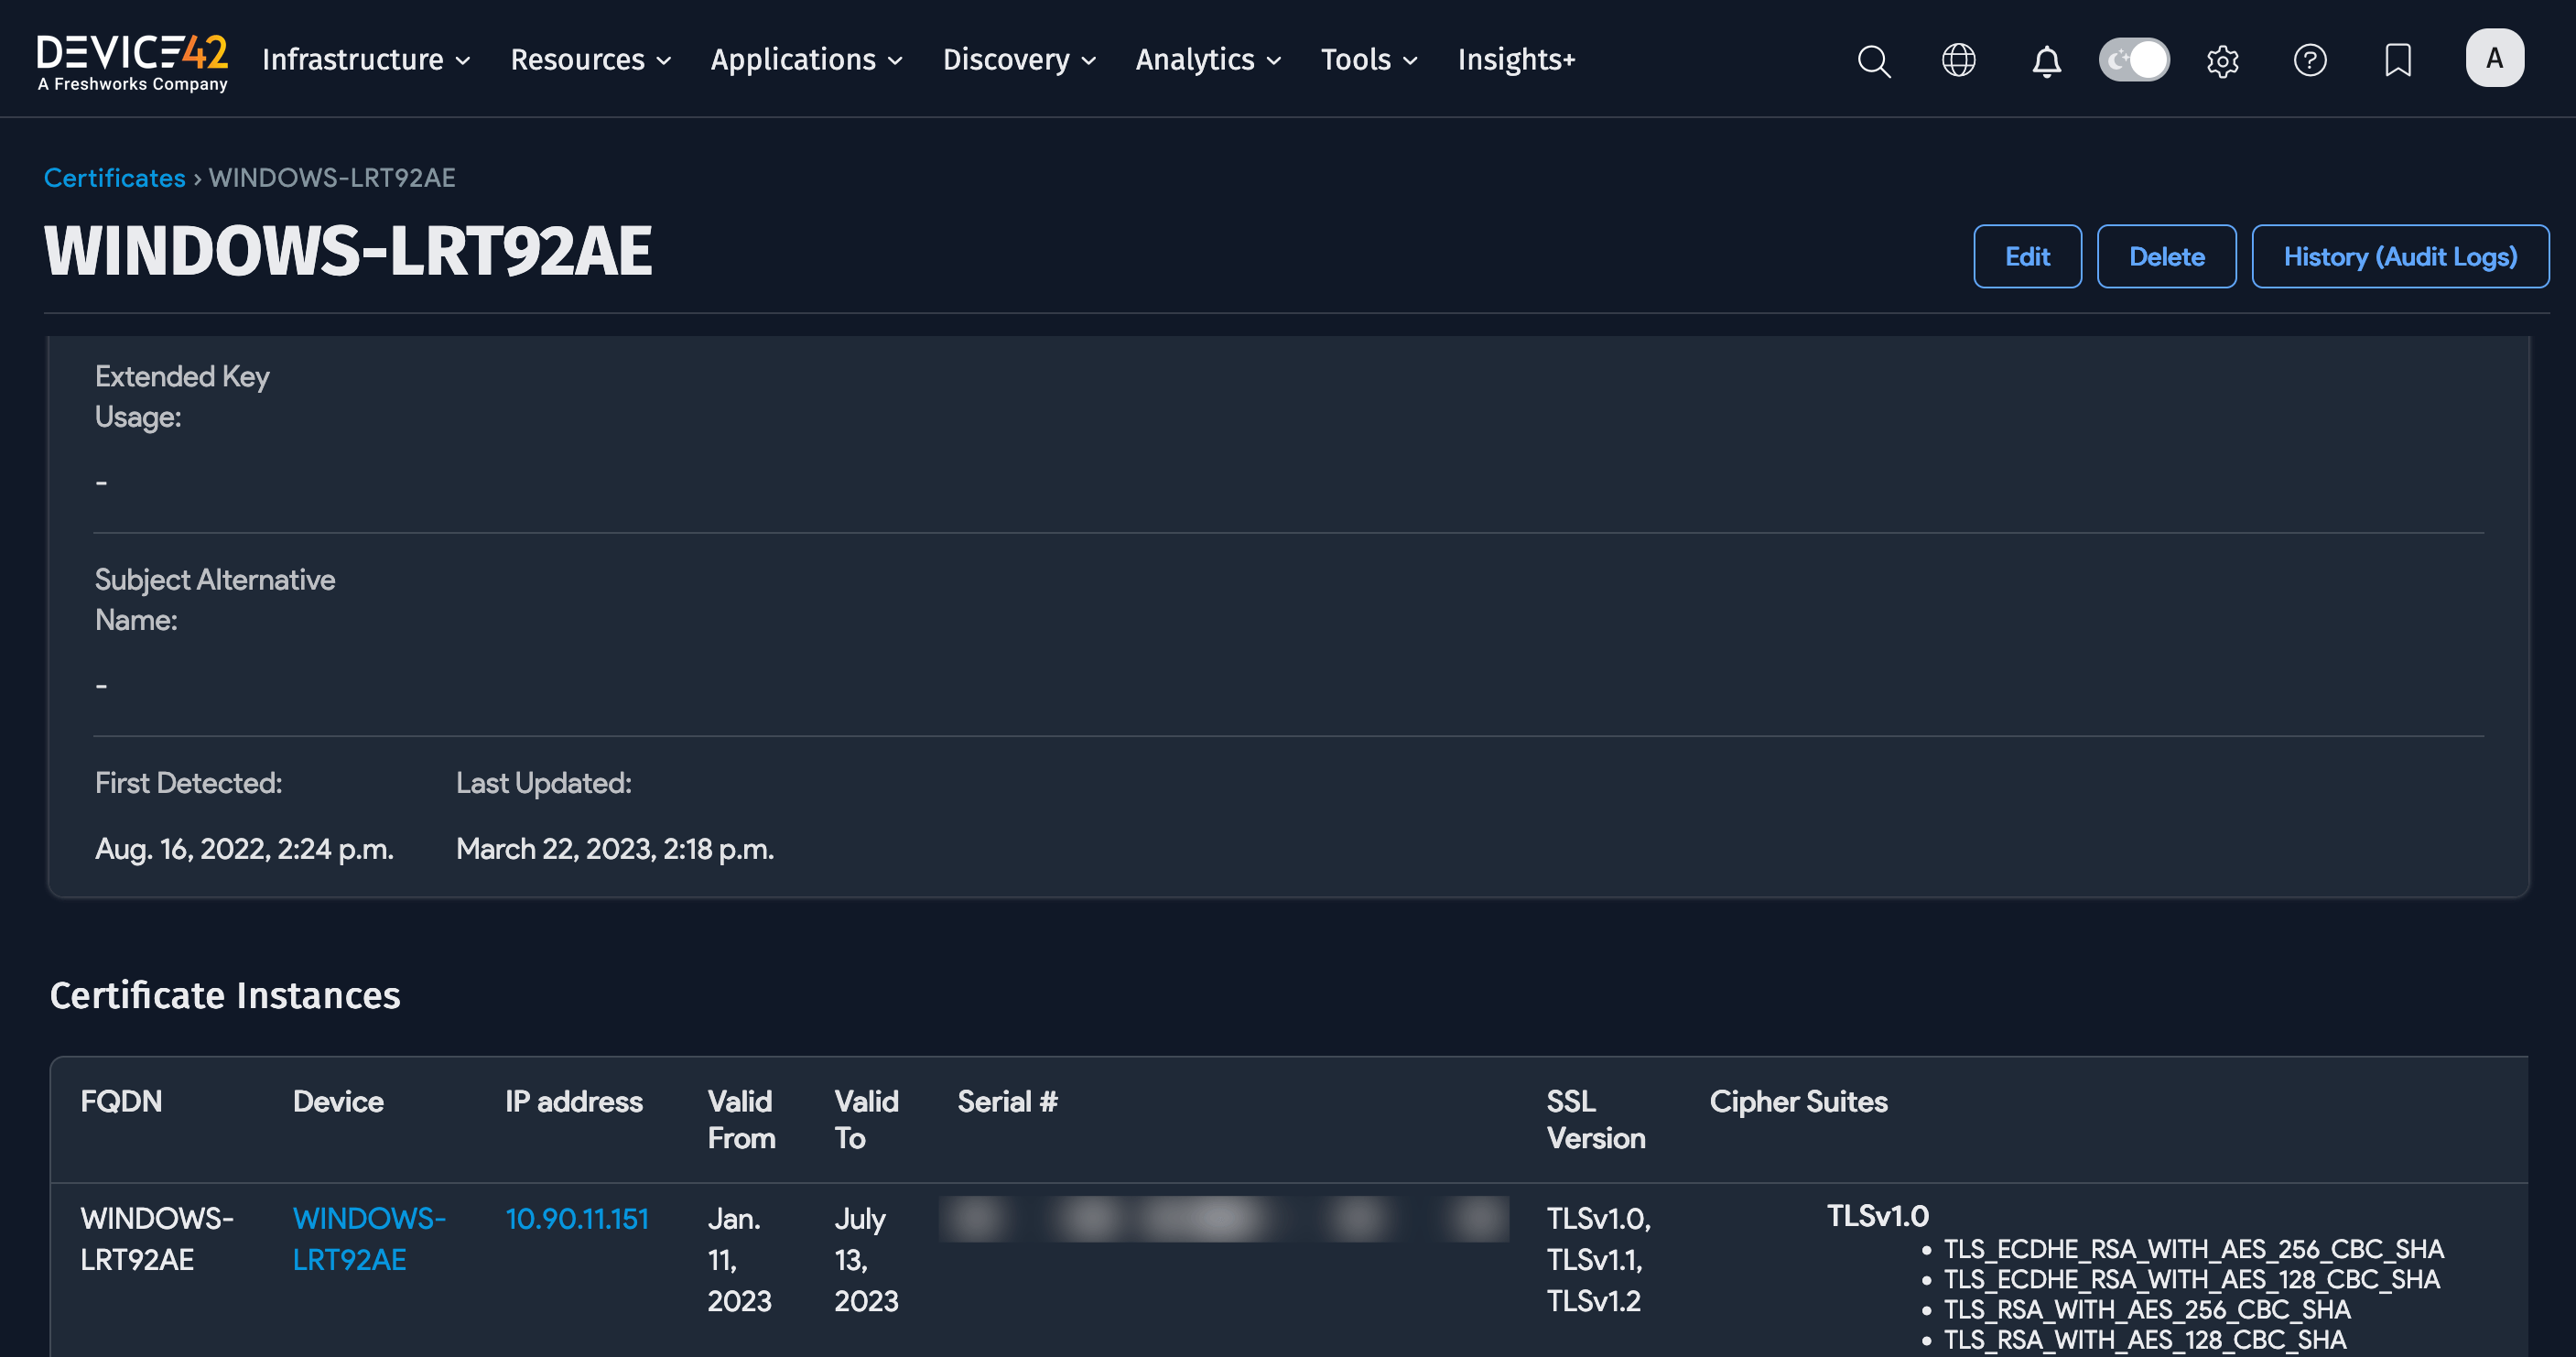 DEVICE42
A Freshworks Company
Infrastructure
Resources
Applications
Discovery
Analytics
Tools
Insights+
A
Certificates › WINDOWS-LRT92AE
WINDOWS-LRT92AE
Edit
Delete
History (Audit Logs)
Extended Key
Usage:
-
Subject Alternative
Name:
-
First Detected:
Last Updated:
Aug. 16, 2022, 2:24 p.m.
March 22, 2023, 2:18 p.m.
Certificate Instances
FQDN
Device
IP address
Valid
From
Valid
To
Serial #
SSL
Version
Cipher Suites
WINDOWS-
LRT92AE
WINDOWS-
LRT92AE
10.90.11.151
Jan.
11,
2023
July
13,
2023
TLSv1.0,
TLSv1.1,
TLSv1.2
TLSv1.0
• TLS_ECDHE_RSA_WITH_AES_256_CBC_SHA
• TLS_ECDHE_RSA_WITH_AES_128_CBC_SHA
• TLS_RSA_WITH_AES_256_CBC_SHA
• TLS_RSA_WITH_AES_128_CBC_SHA